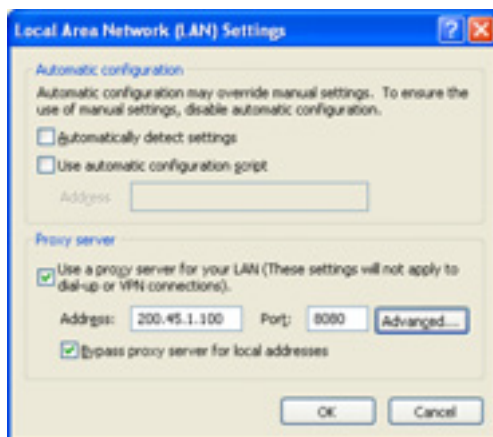 Local Area Network (LAN) Settings
Automatic configuration
Automatic configuration may override manual settings. To ensure the
use of manual settings, disable automatic configuration.
Automatically detect settings
Use automatic configuration script
Address
Proxy server
Use a proxy server for your LAN (These settings will not apply to
dial-up or VPN connections).
Address: 200.45.1.100 Port: 8080 Advanced...
Bypass proxy server for local addresses
OK Cancel